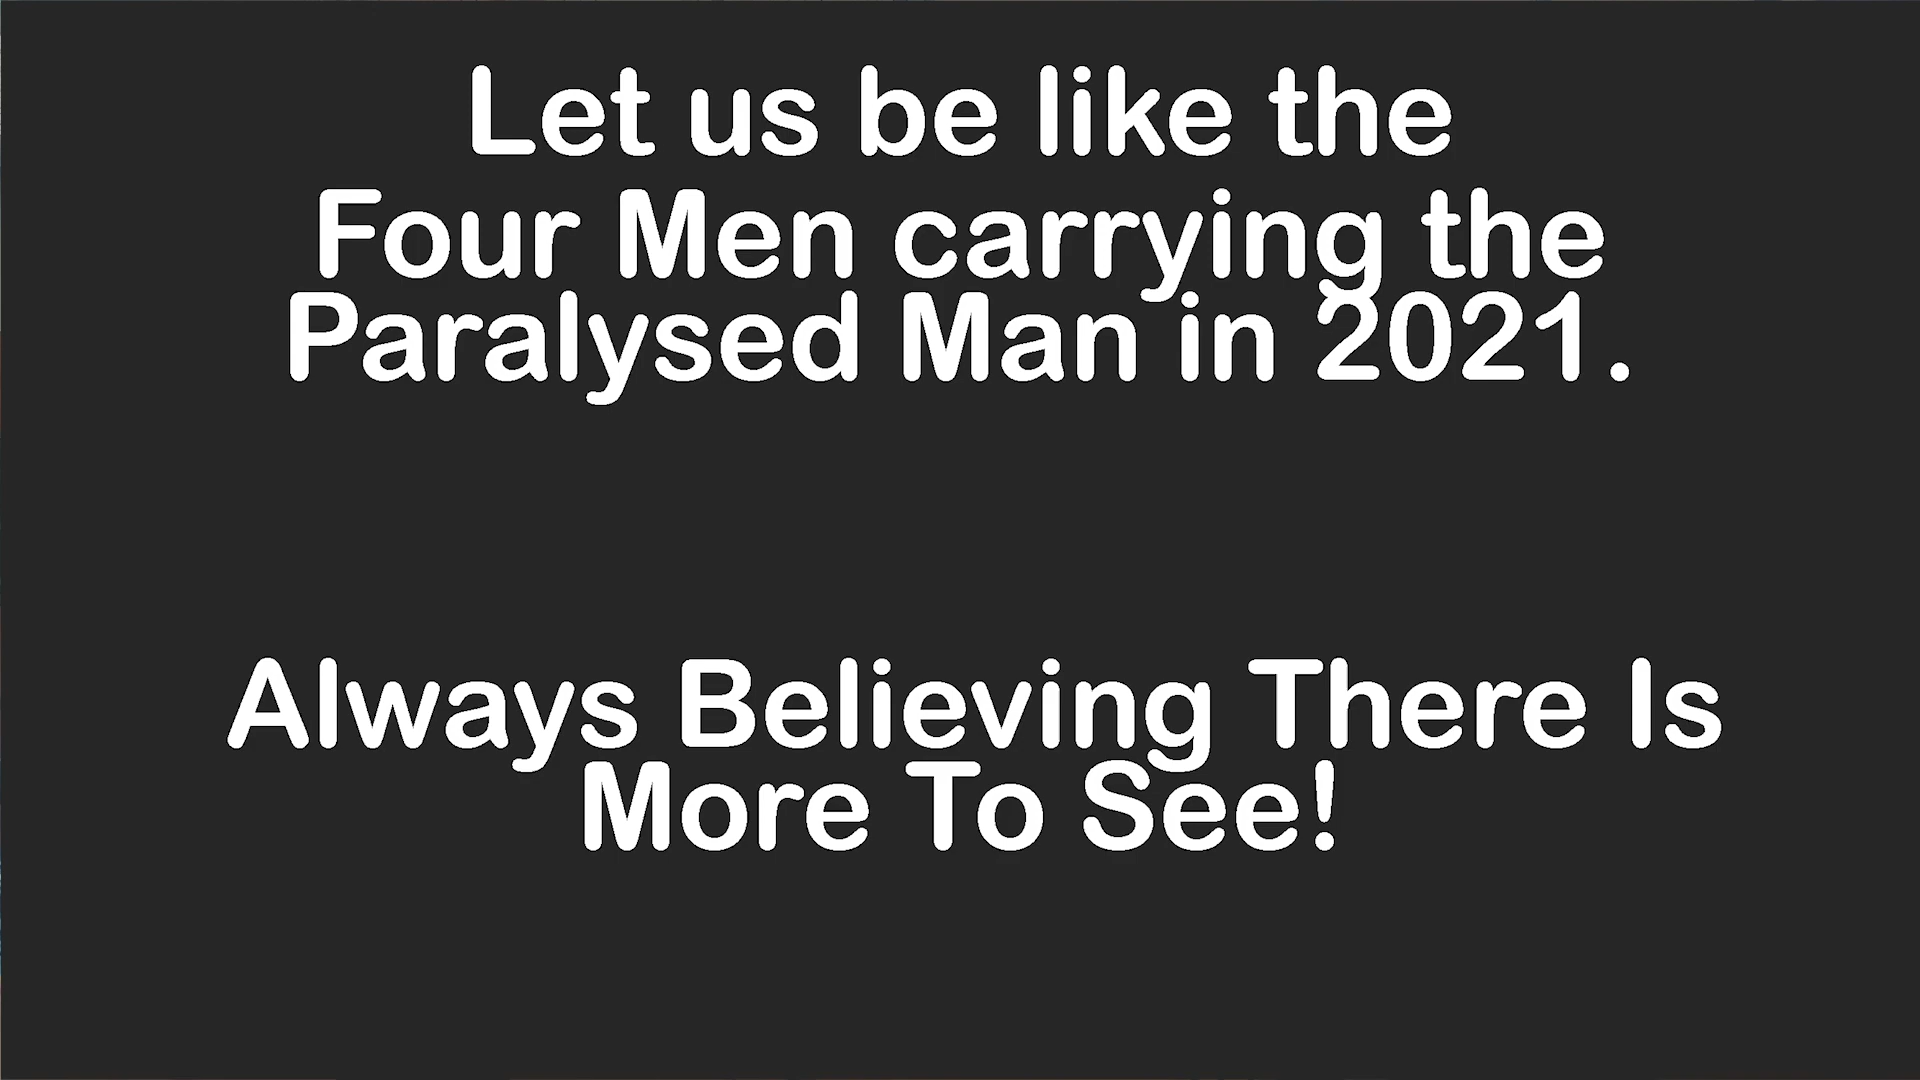 Let us be like the
Four Men carrying the
Paralysed Man in 2021.
Always Believing There Is
More To See!